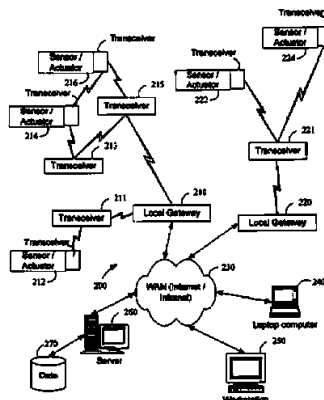 Transceiver
Sensor /
Actuator
216
Transceiver
Sensor /
Actuator
224
Transceiver
215
Transceiver
Transceiver
Sensor /
Actuator
222
Sensor /
Actuator
214
213
Transceiver
221
Transceiver
211
Transceiver
210
Local Gateway
220
Local Gateway
Transceiver
Sensor /
Actuator
212
200
230
WAN (Internet /
Intranet)
240
Laptop computer
260
Server
270
Data
250
Workstation